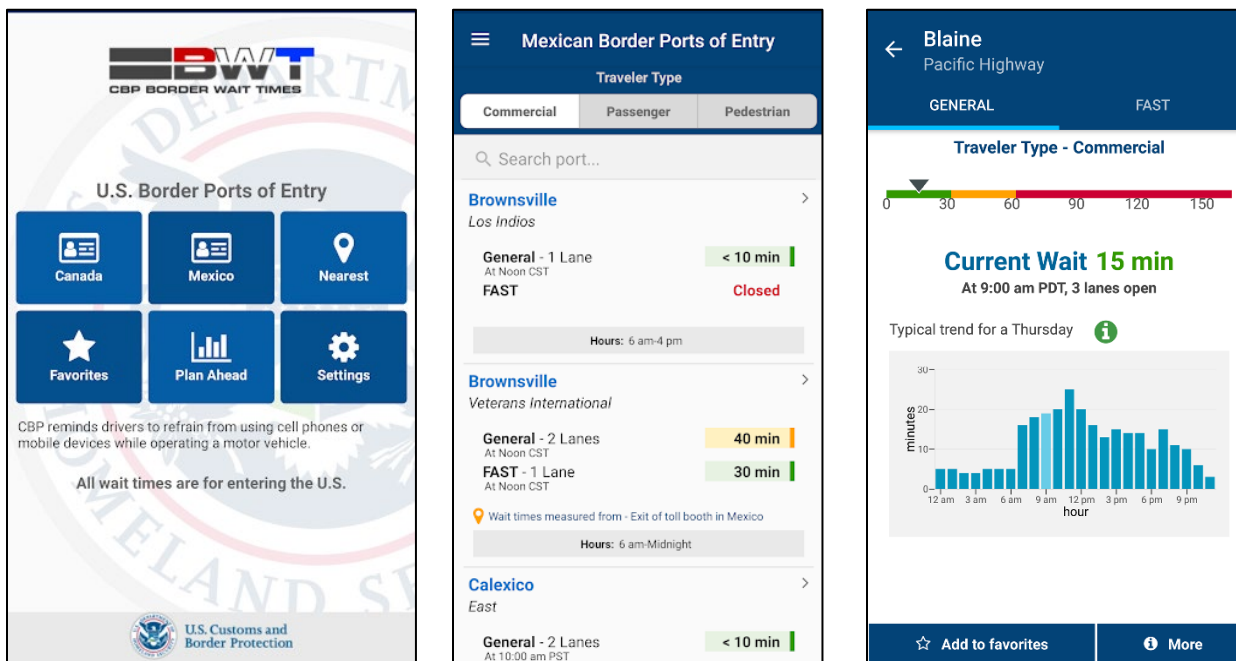 BWT
CBP BORDER WAIT TIMES
U.S. Border Ports of Entry
Canada
Mexico
Nearest
Favorites
Plan Ahead
Settings
CBP reminds drivers to refrain from using cell phones or
mobile devices while operating a motor vehicle.
All wait times are for entering the U.S.
U.S. Customs and
Border Protection
Mexican Border Ports of Entry
Traveler Type
Commercial
Passenger
Pedestrian
Search port...
Brownsville
Los Indios
General - 1 Lane
< 10 min
At Noon CST
FAST
Closed
Hours: 6 am-4 pm
Brownsville
Veterans International
General - 2 Lanes
40 min
At Noon CST
FAST - 1 Lane
30 min
At Noon CST
Wait times measured from - Exit of toll booth in Mexico
Hours: 6 am-Midnight
Calexico
East
General - 2 Lanes
< 10 min
At 10:00 am PST
Blaine
Pacific Highway
GENERAL
FAST
Traveler Type - Commercial
0 30 60 90 120 150
Current Wait 15 min
At 9:00 am PDT, 3 lanes open
Typical trend for a Thursday
30
20
10
0
minutes
12 am 3 am 6 am 9 am 12 pm 3 pm 6 pm 9 pm
hour
Add to favorites
More